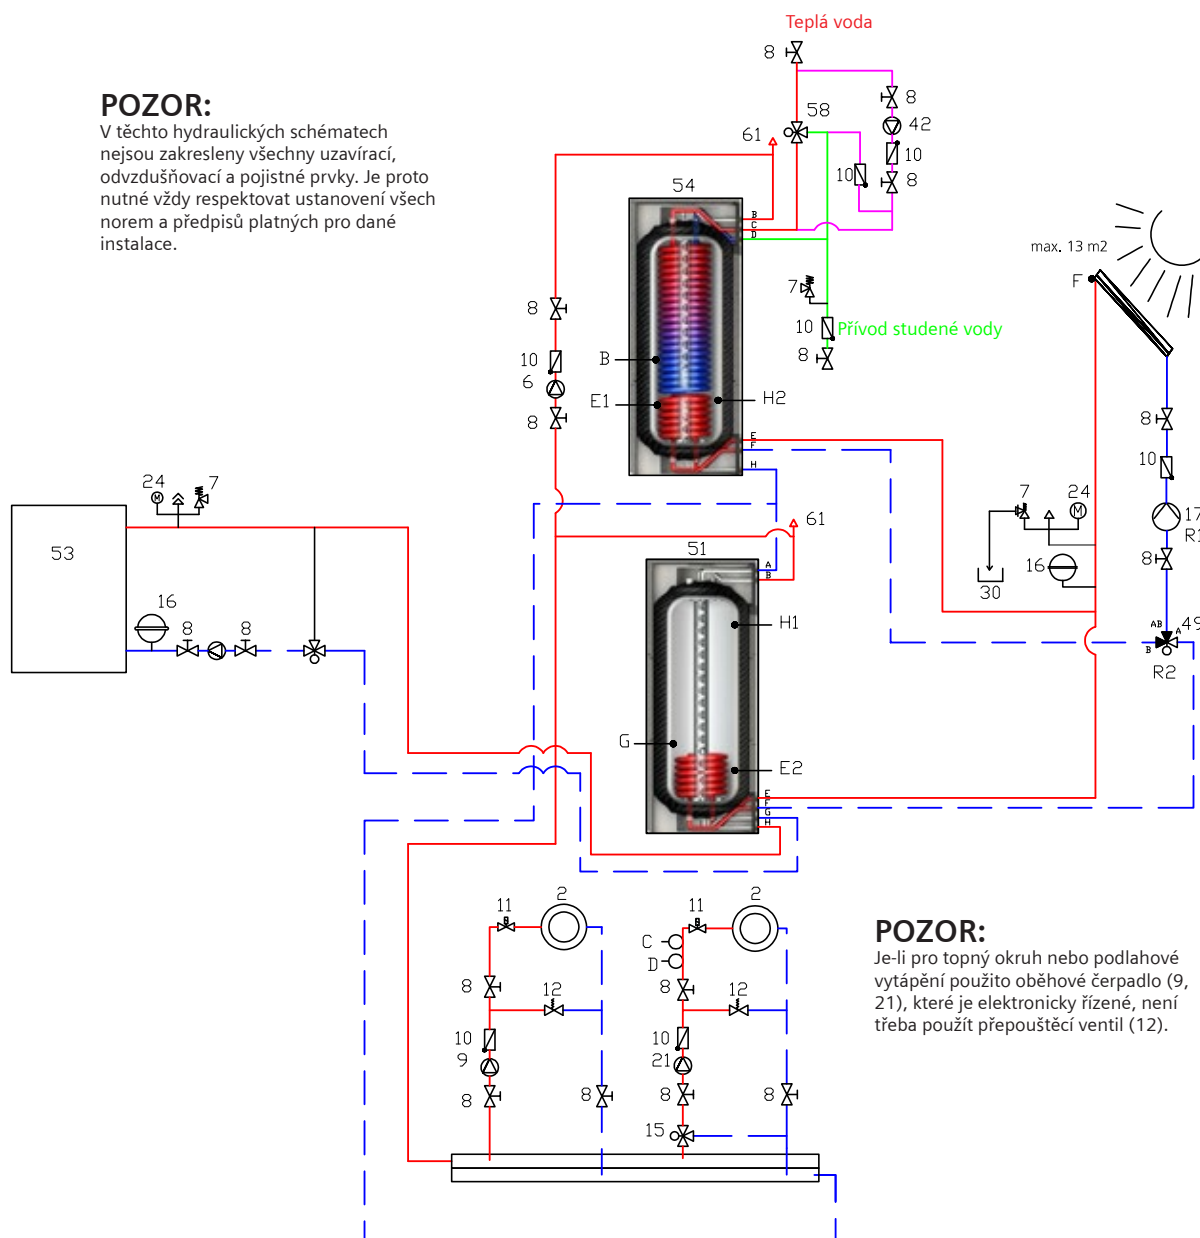 Teplá voda
8
POZOR:
V těchto hydraulických schématech
nejsou zakresleny všechny uzavírací,
odvzdušňovací a pojistné prvky. Je proto
nutné vždy respektovat ustanovení všech
norem a předpisů platných pro dané
instalace.
8
58
42
61
10
10
8
54
B
C
D
max. 13 m2
F
7
8
10
Přívod studené vody
8
10
B
6
E1
H2
8
E
F
H
8
10
24
7
7
24
17
R1
61
53
51
8
A
B
16
30
16
8
8
H1
AB
A
49
B
R2
G
E2
E
F
G
H
11
2
11
2
C
D
8
12
8
12
10
10
9
21
8
8
8
8
15
POZOR:
Je-li pro topný okruh nebo podlahové
vytápění použito oběhové čerpadlo (9,
21), které je elektronicky řízené, není
třeba použít přepouštěcí ventil (12).
M
M